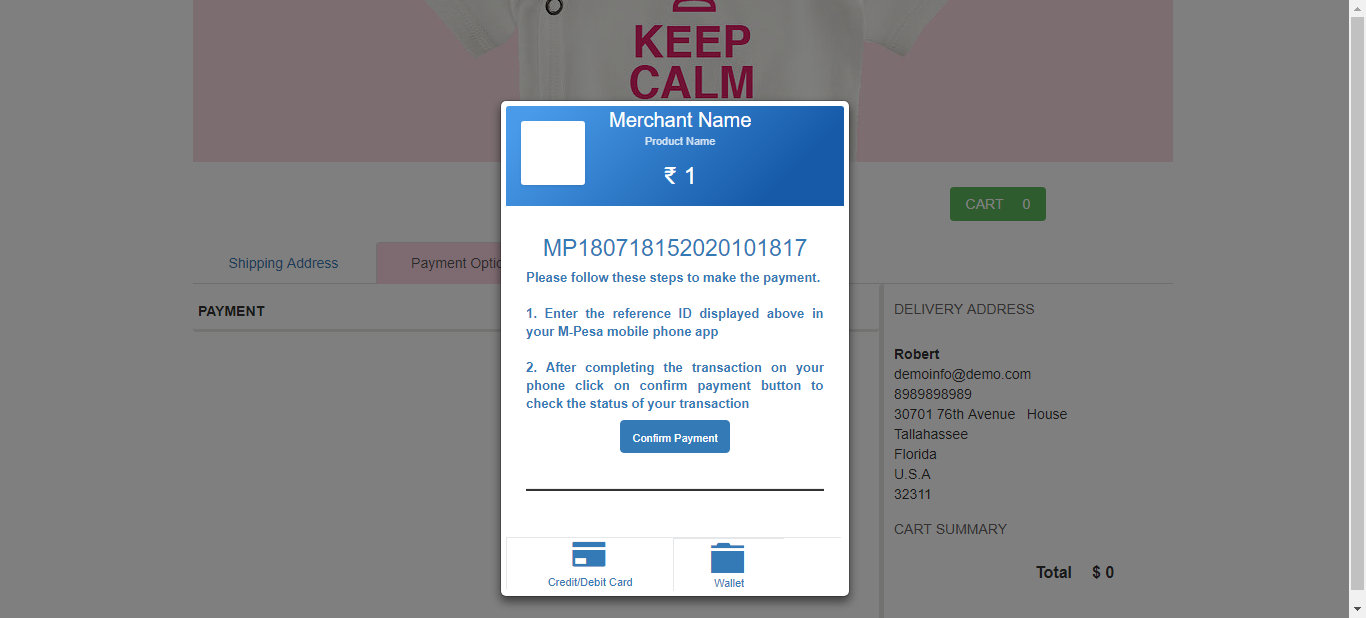 KEEP
CALM
Merchant Name
Product Name
₹ 1
CART 0
Shipping Address
Payment
MP180718152020101817
Please follow these steps to make the payment.
1. Enter the reference ID displayed above in
your M-Pesa mobile phone app
2. After completing the transaction on your
phone click on confirm payment button to
check the status of your transaction
Confirm Payment
Credit/Debit Card
Wallet
PAYMENT
DELIVERY ADDRESS
Robert
demoinfo@demo.com
8989898989
30701 76th Avenue House
Tallahassee
Florida
U.S.A
32311
CART SUMMARY
Total $ 0